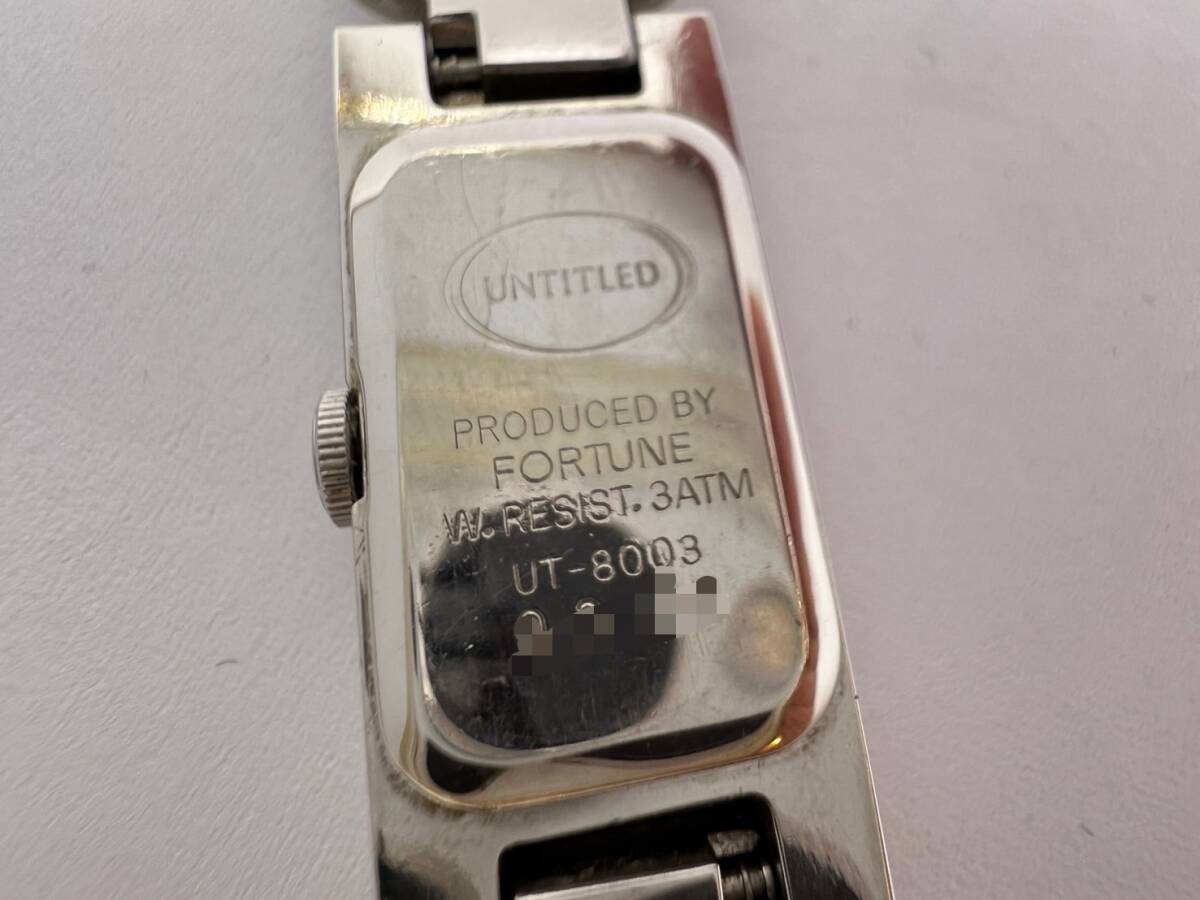 UNTITLED
PRODUCED BY
FORTUNE
W. RESIST. 3ATM
UT-8003